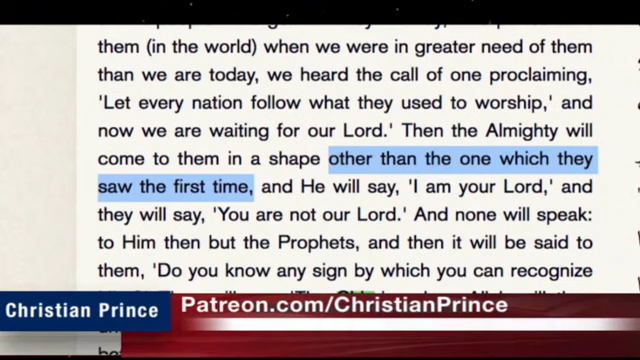 them (in the world) when we were in greater need of them
than we are today, we heard the call of one proclaiming,
'Let every nation follow what they used to worship,' and
now we are waiting for our Lord.' Then the Almighty will
come to them in a shape other than the one which they
saw the first time, and He will say, 'I am your Lord,' and
they will say, 'You are not our Lord.' And none will speak:
to Him then but the Prophets, and then it will be said to
them, 'Do you know any sign by which you can recognize
Christian Prince
Patreon.com/ChristianPrince